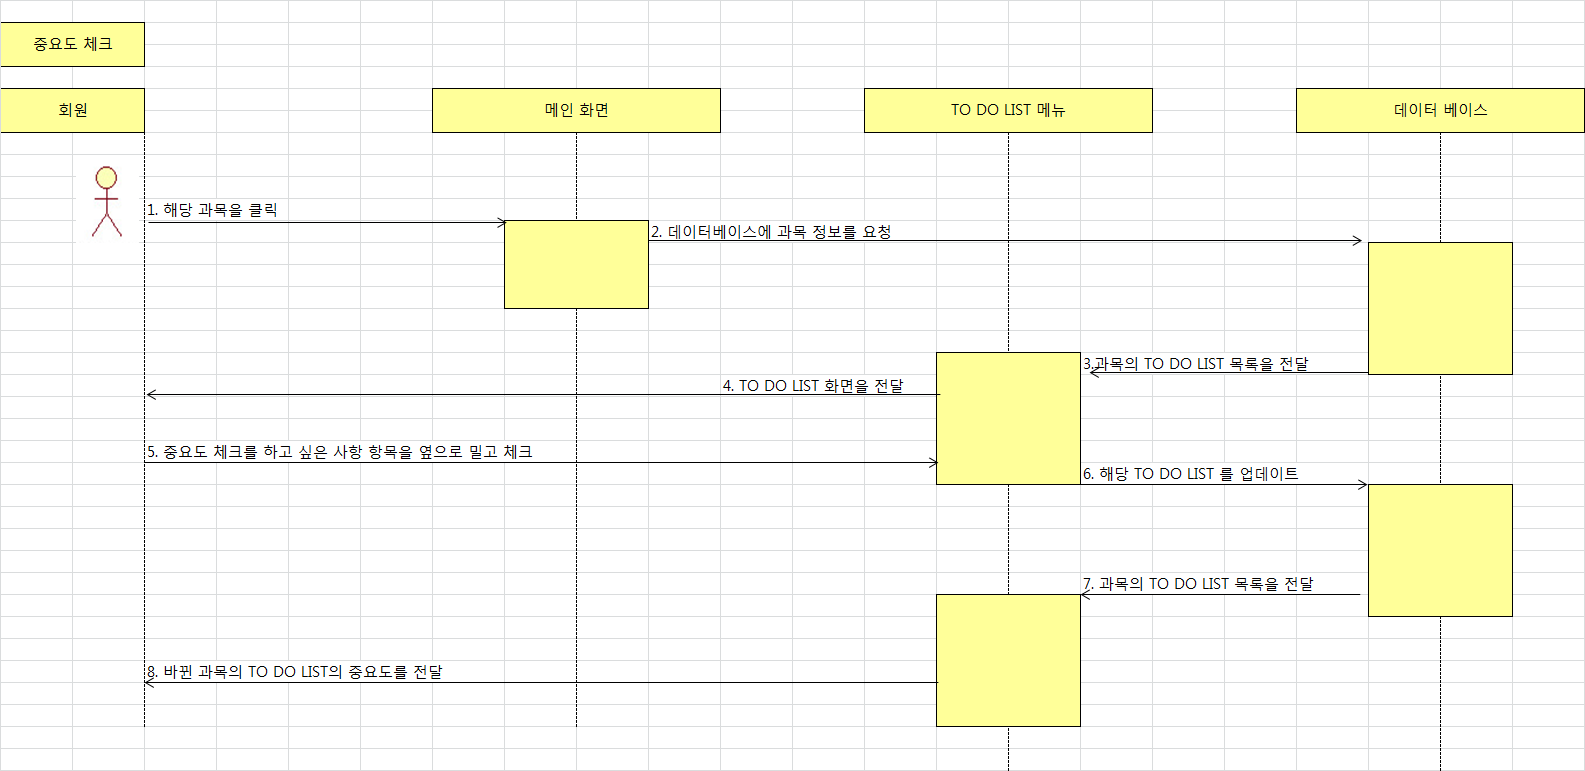 중요도 체크
회원
메인 화면
TO DO LIST 메뉴
데이터 베이스
1. 해당 과목을 클릭
2. 데이터베이스에 과목 정보를 요청
3.과목의 TO DO LIST 목록을 전달
4. TO DO LIST 화면을 전달
5. 중요도 체크를 하고 싶은 사항 항목을 옆으로 밀고 체크
6. 해당 TO DO LIST 를 업데이트
7. 과목의 TO DO LIST 목록을 전달
8. 바뀐 과목의 TO DO LIST의 중요도를 전달